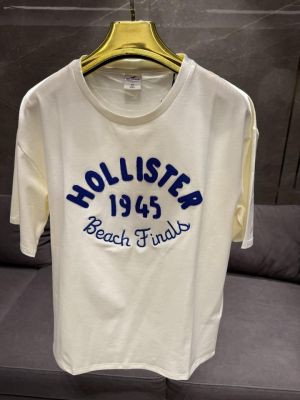 HOLLISTER
1945
Beach Finals